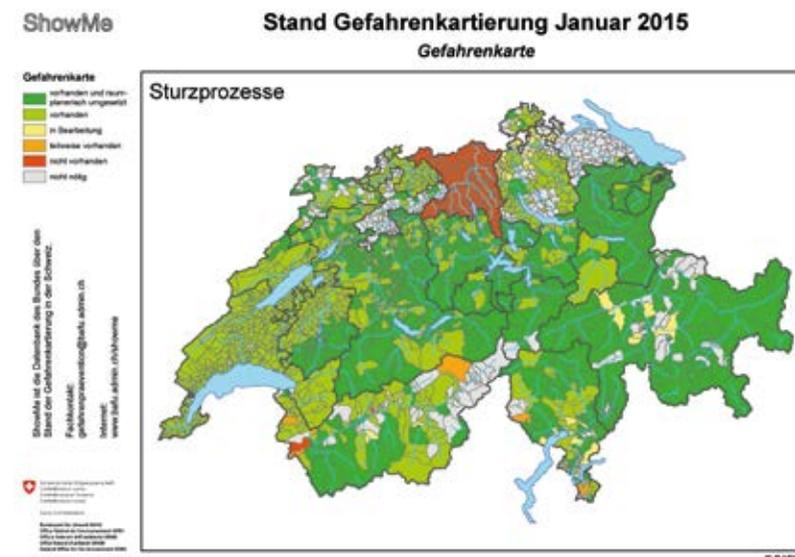 ShowMe
Stand Gefahrenkartierung Januar 2015
Gefahrenkarte
Gefahrenkarte
vorhanden und raum-
planerisch umgesetzt
vorhanden
in Bearbeitung
teilweise vorhanden
nicht vorhanden
nicht nötig
Sturzprozesse
ShowMe ist die Datenbank des Bundes über den
Stand der Gefahrenkartierung in der Schweiz.
Fachkontakt:
gefahrenpraevention@bafu.admin.ch
Internet:
www.bafu.admin.ch/showme